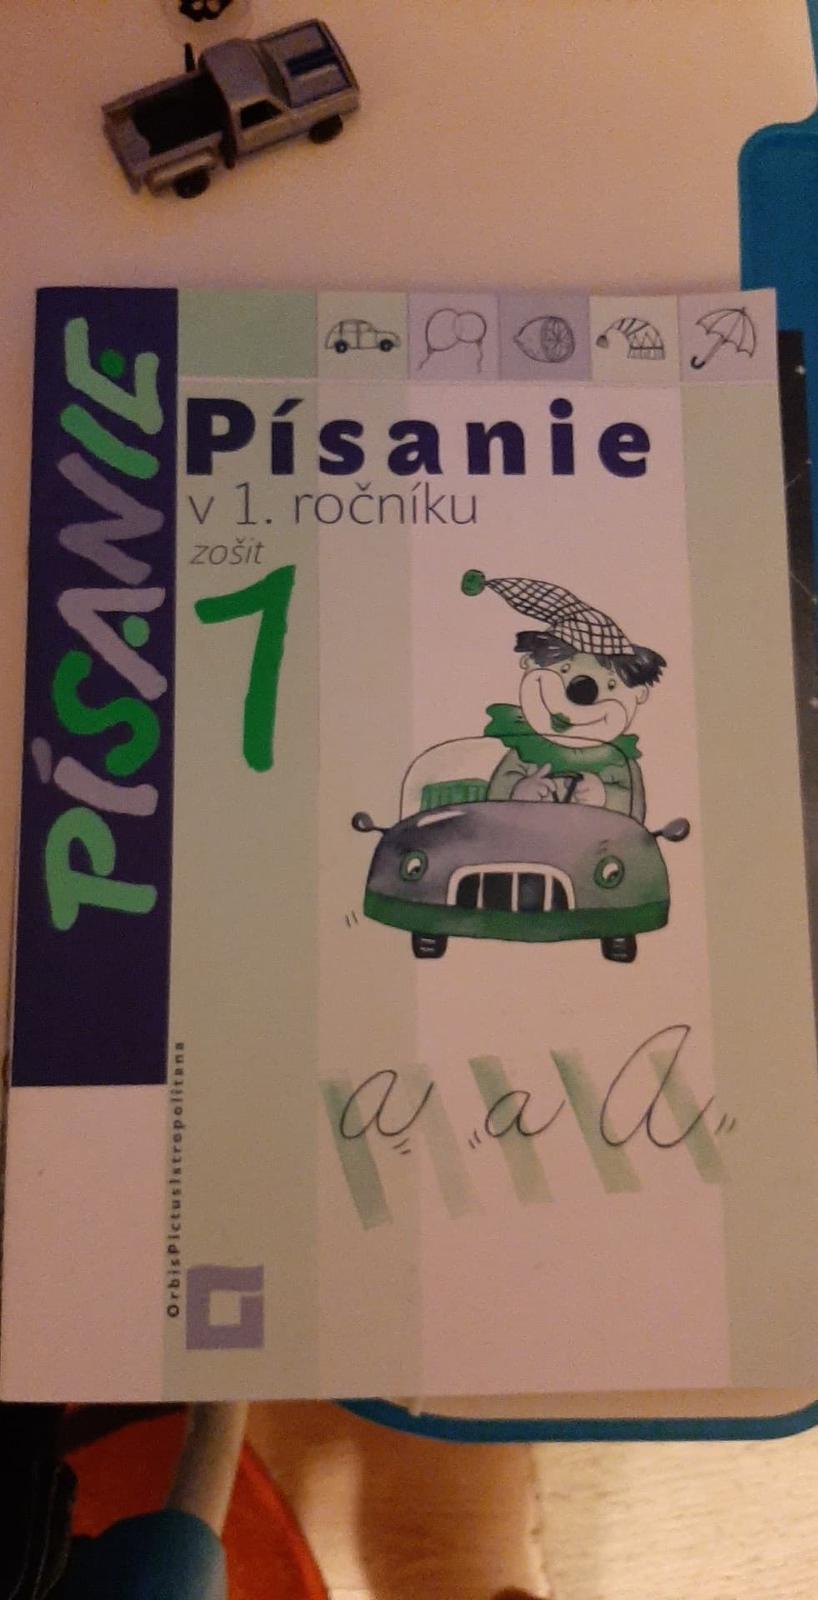 PÍSANIE
Písanie
v 1. ročníku
zošit
1
a a A
OrbisPictusIstropolitana